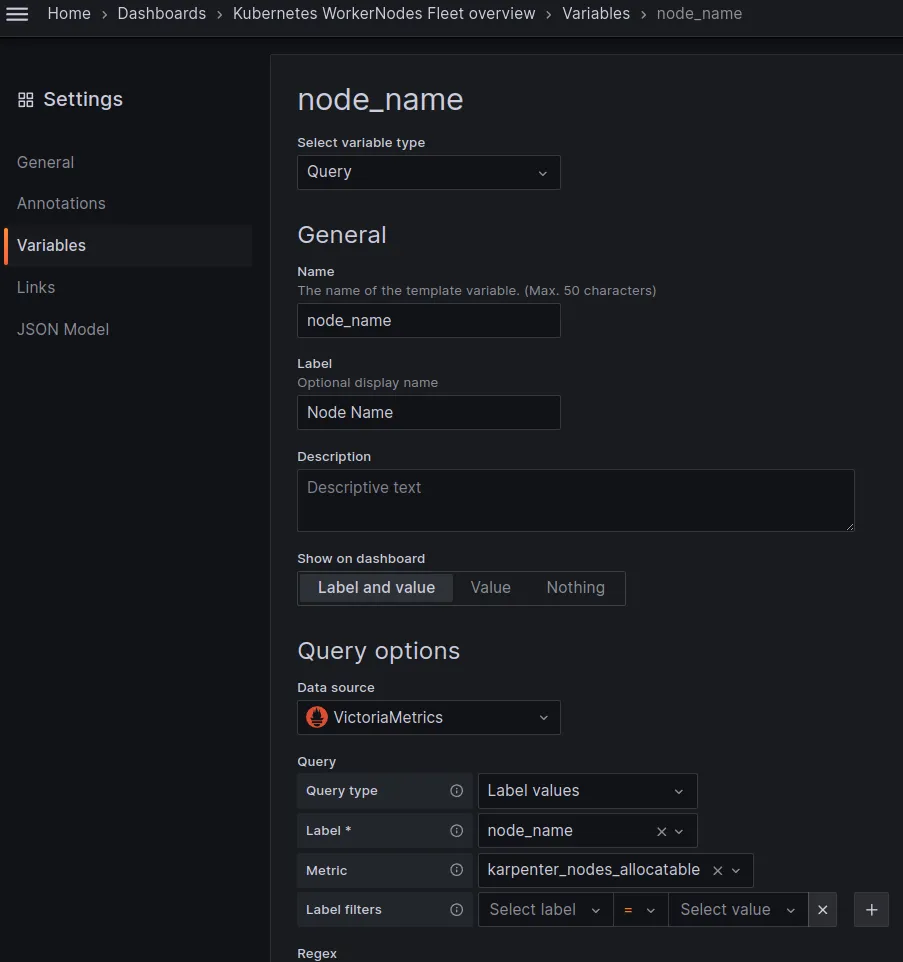 Home > Dashboards > Kubernetes WorkerNodes Fleet overview > Variables > node_name
Settings
General
Annotations
Variables
Links
JSON Model
node_name
Select variable type
Query
General
Name
The name of the template variable. (Max. 50 characters)
node_name
Label
Optional display name
Node Name
Description
Descriptive text
Show on dashboard
Label and value Value Nothing
Query options
Data source
VictoriaMetrics
Query
Query type Label values
Label * node_name
Metric karpenter_nodes_allocatable
Label filters Select label = Select value
Regex